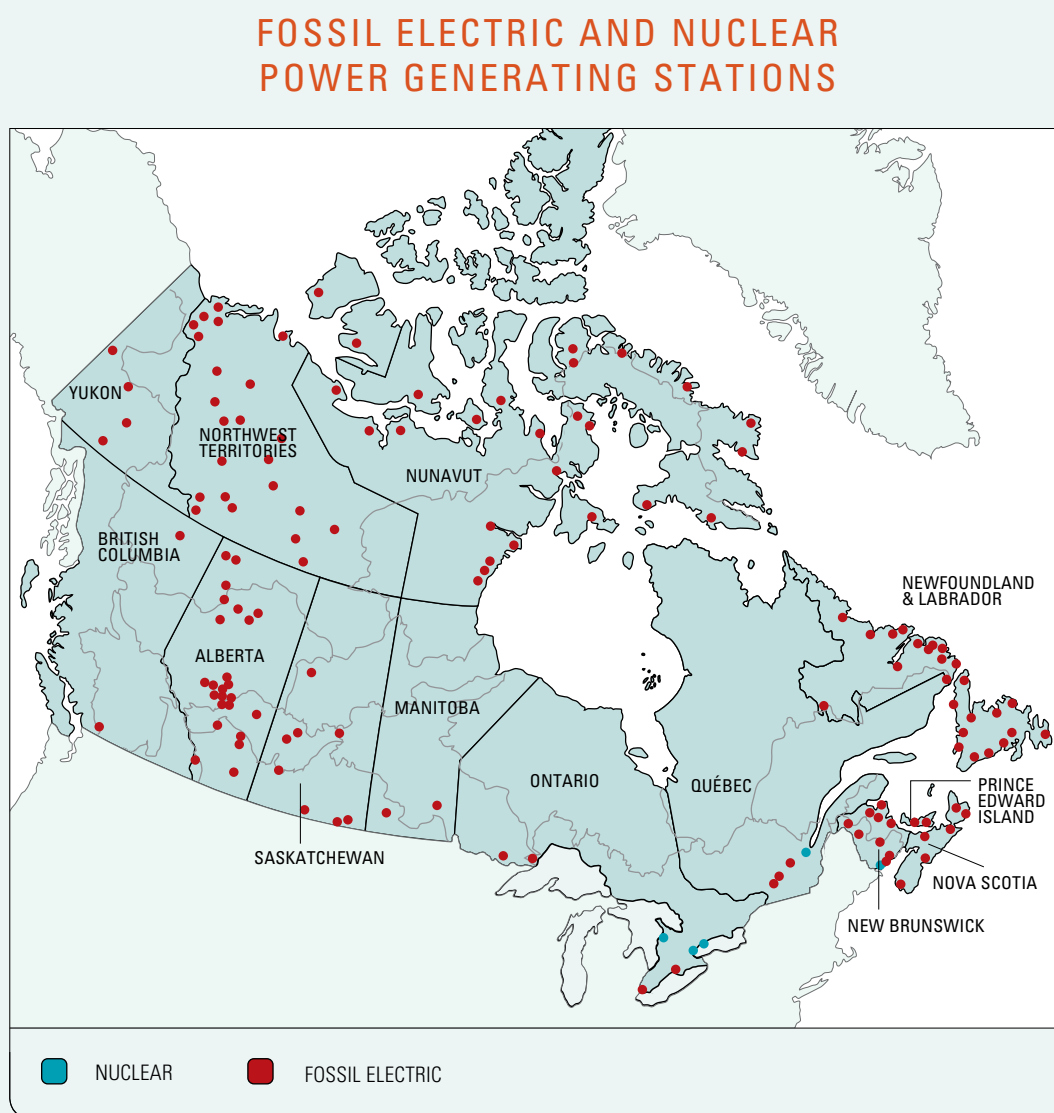 FOSSIL ELECTRIC AND NUCLEAR
POWER GENERATING STATIONS
YUKON
NORTHWEST
TERRITORIES
NUNAVUT
BRITISH
COLUMBIA
NEWFOUNDLAND
& LABRADOR
ALBERTA
MANITOBA
ONTARIO
QUÉBEC
PRINCE
EDWARD
ISLAND
SASKATCHEWAN
NOVA SCOTIA
NEW BRUNSWICK
NUCLEAR
FOSSIL ELECTRIC